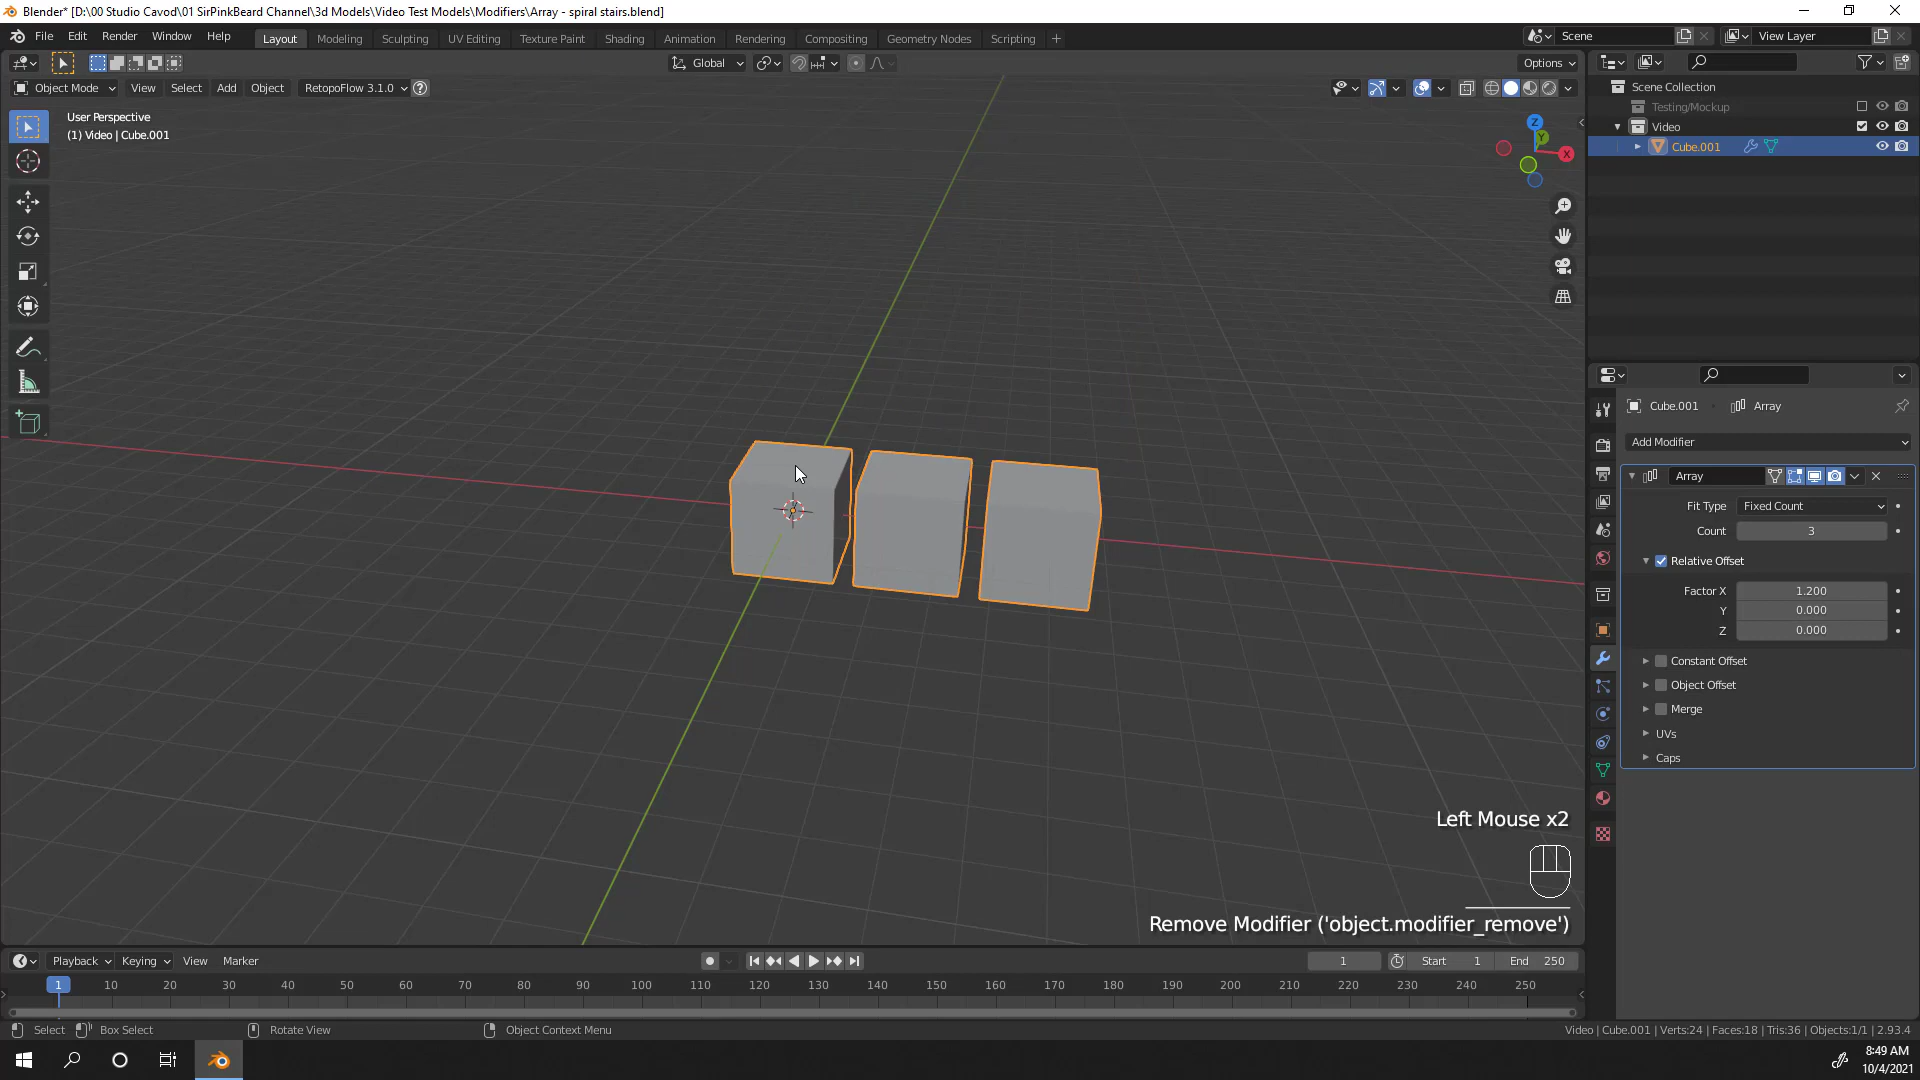 Blender* [D:\00 Studio Cavod\01 SirPinkBeard Channel\3d Models\Video Test Models\Modifiers\Array - spiral stairs.blend]
File Edit Render Window Help
Layout Modeling Sculpting UV Editing Texture Paint Shading Animation Rendering Compositing Geometry Nodes Scripting +
Scene
View Layer
Global
Options
Object Mode View Select Add Object RetopoFlow 3.1.0 ?
User Perspective
(1) Video | Cube.001
Z
Y
X
Scene Collection
Testing/Mockup
Video
Cube.001
Cube.001 Array
Add Modifier
Array
Fit Type Fixed Count
Count 3
Relative Offset
Factor X 1.200
Y 0.000
Z 0.000
Constant Offset
Object Offset
Merge
UVs
Caps
Left Mouse x2
Remove Modifier ('object.modifier_remove')
Playback Keying View Marker
1
Start 1
End 250
1 10 20 30 40 50 60 70 80 90 100 110 120 130 140 150 160 170 180 190 200 210 220 230 240 250
Select Box Select Rotate View Object Context Menu
Video | Cube.001 | Verts:24 | Faces:18 | Tris:36 | Objects:1/1 | 2.93.4
8:49 AM
10/4/2021